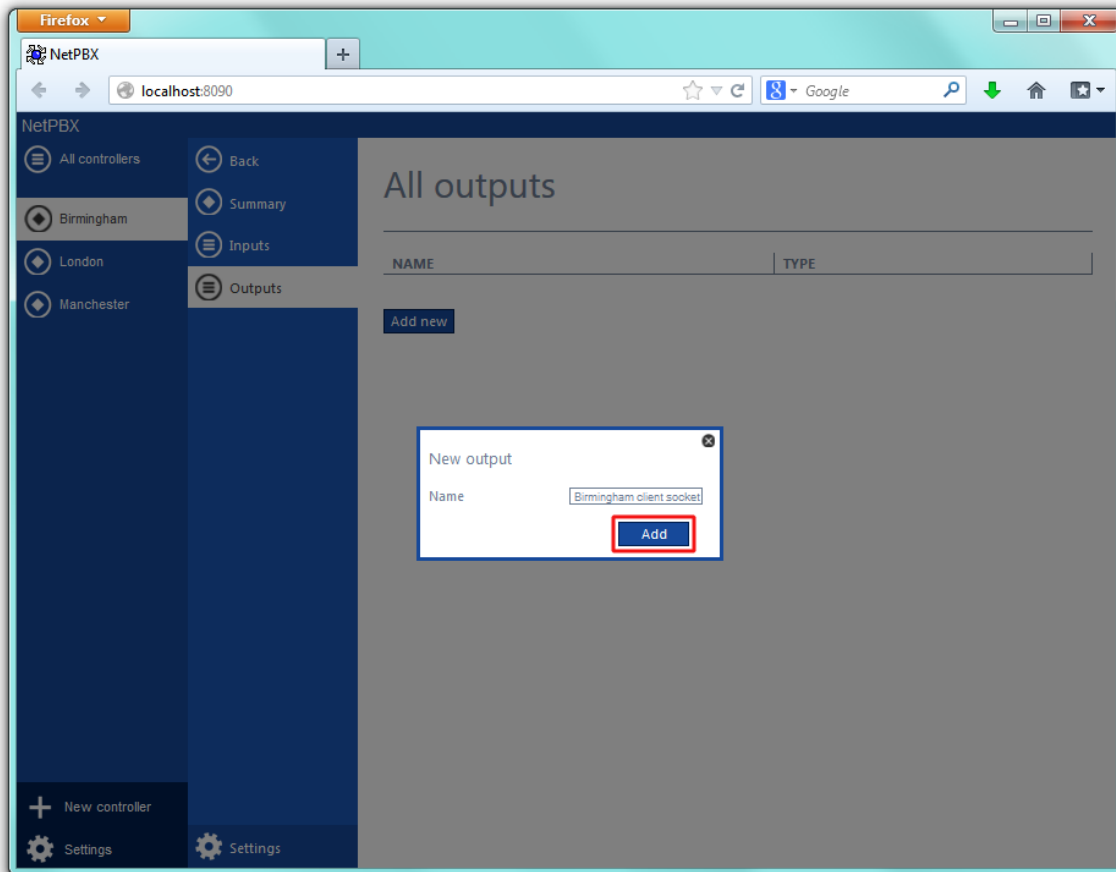 Firefox
NetPBX
localhost:8090
Google
NetPBX
All controllers
Birmingham
London
Manchester
New controller
Settings
Back
Summary
Inputs
Outputs
Settings
All outputs
NAME TYPE
Add new
New output
Name Birmingham client socket
Add